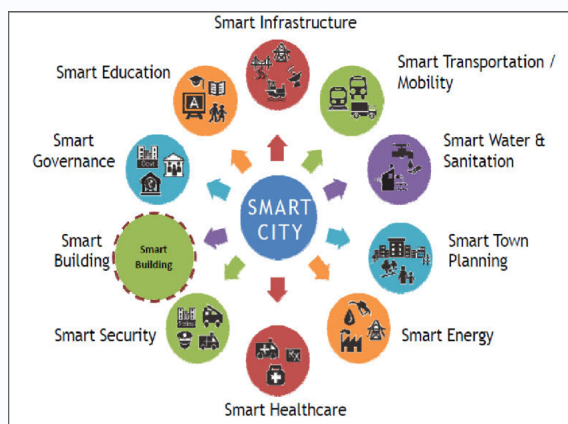 Smart Infrastructure
Smart Education
Smart Transportation /
Mobility
Smart
Governance
Smart Water &
Sanitation
SMART
CITY
Smart
Building
Smart
Building
Smart Town
Planning
Smart Security
Smart Energy
Smart Healthcare
A